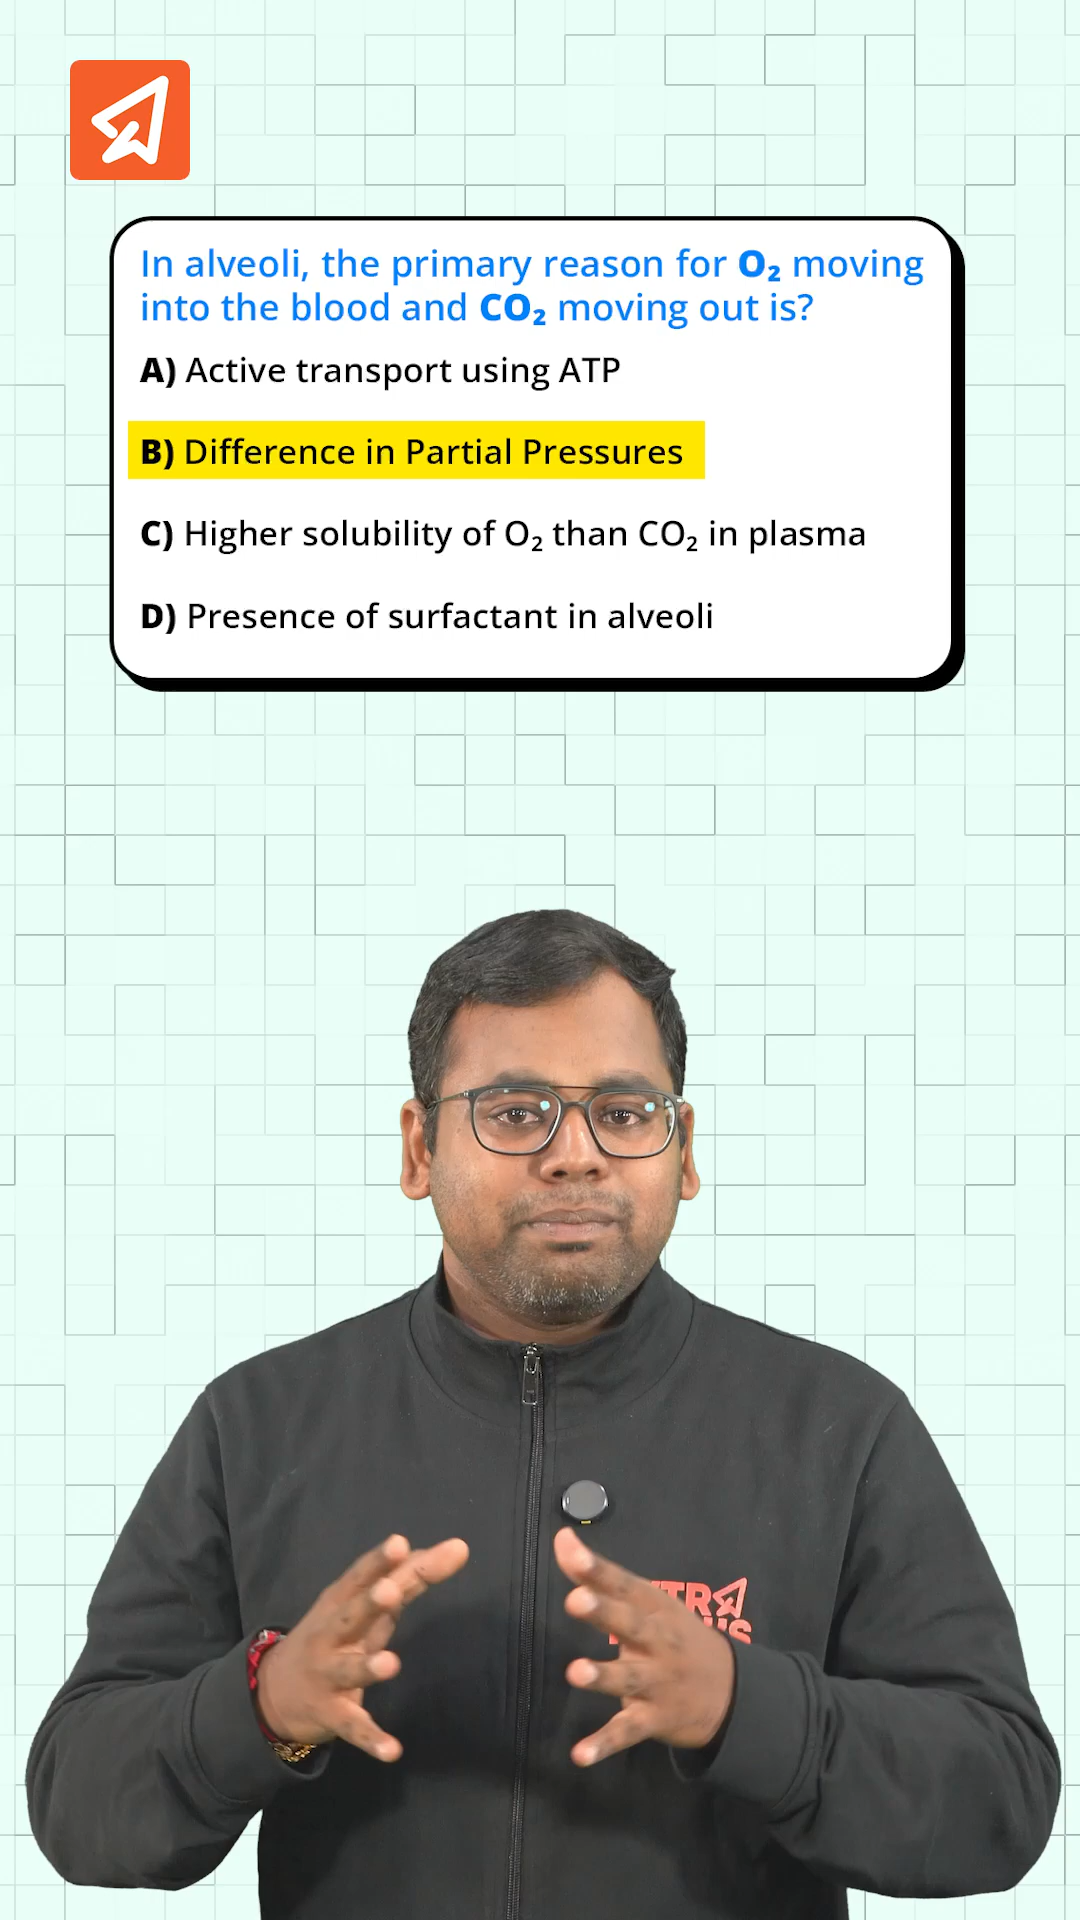 In alveoli, the primary reason for O₂ moving
into the blood and CO₂ moving out is?
A) Active transport using ATP
B) Difference in Partial Pressures
C) Higher solubility of O₂ than CO₂ in plasma
D) Presence of surfactant in alveoli